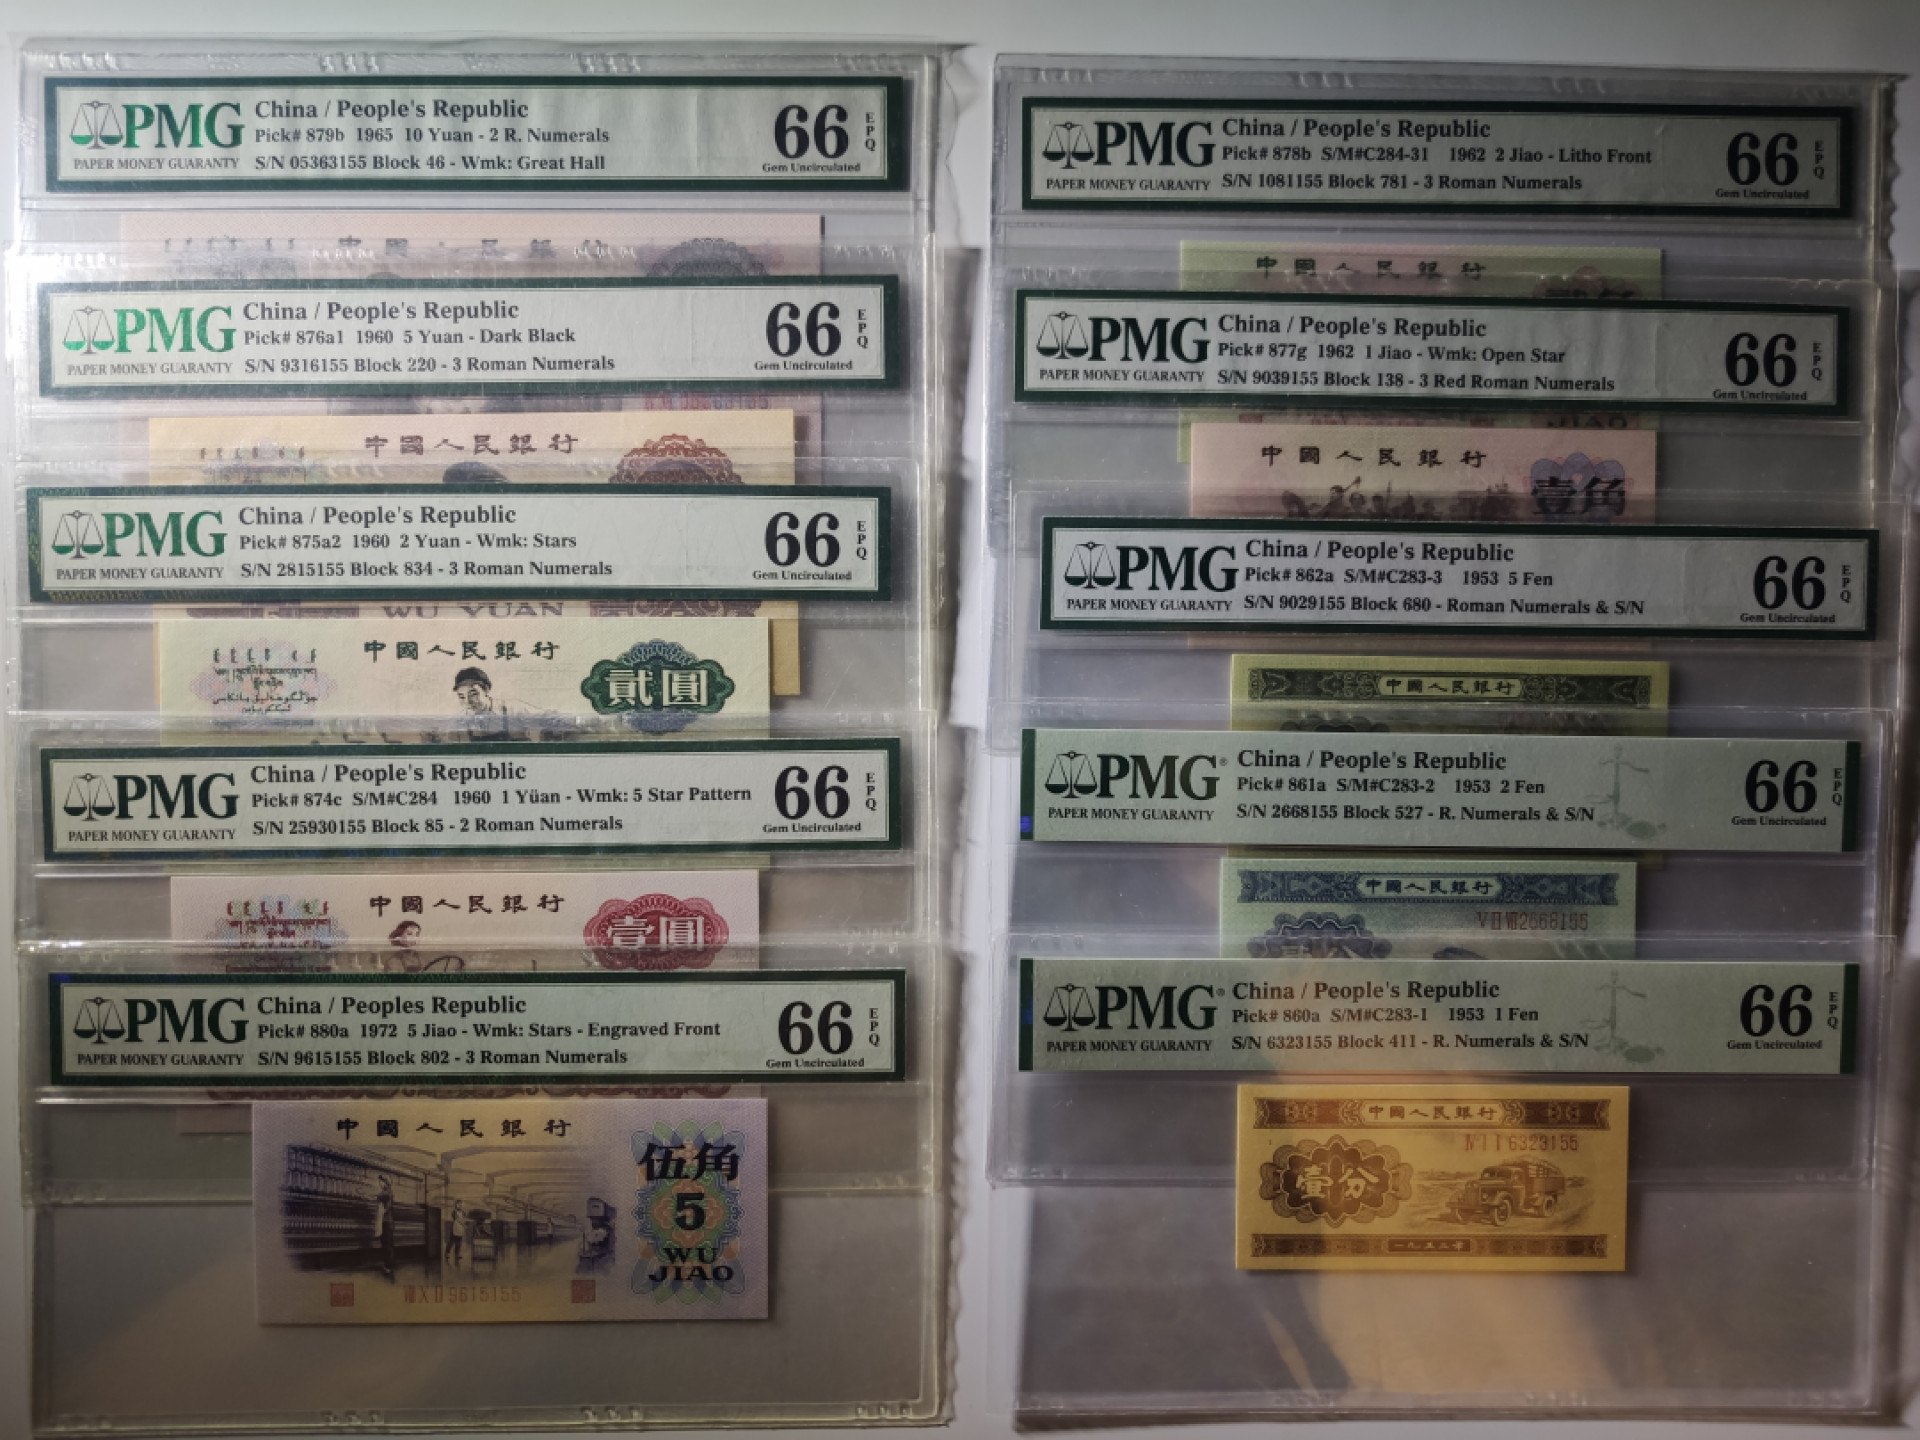 PMG
PAPER MONEY GUARANTY
China / People's Republic
Pick# 879b 1965 10 Yuan - 2 R. Numerals
S/N 05363155 Block 46 - Wmk: Great Hall
66
EPQ
Gem Uncirculated
中國人民銀行
PMG
PAPER MONEY GUARANTY
China / People's Republic
Pick# 876a1 1960 5 Yuan - Dark Black
S/N 9316155 Block 220 - 3 Roman Numerals
66
EPQ
Gem Uncirculated
中國人民銀行
PMG
PAPER MONEY GUARANTY
China / People's Republic
Pick# 875a2 1960 2 Yuan - Wmk: Stars
S/N 2815155 Block 834 - 3 Roman Numerals
66
EPQ
Gem Uncirculated
WU YUAN
中國人民銀行
貳圓
PMG
PAPER MONEY GUARANTY
China / People's Republic
Pick# 874c S/M#C284 1960 1 Yüan - Wmk: 5 Star Pattern
S/N 25930155 Block 85 - 2 Roman Numerals
66
EPQ
Gem Uncirculated
中國人民銀行
壹圓
PMG
PAPER MONEY GUARANTY
China / Peoples Republic
Pick# 880a 1972 5 Jiao - Wmk: Stars - Engraved Front
S/N 9615155 Block 802 - 3 Roman Numerals
66
EPQ
Gem Uncirculated
中國人民銀行
伍角
5
WU
JIAO
ⅧⅩⅡ 9615155
PMG
PAPER MONEY GUARANTY
China / People's Republic
Pick# 878b S/M#C284-31 1962 2 Jiao - Litho Front
S/N 1081155 Block 781 - 3 Roman Numerals
66
EPQ
Gem Uncirculated
中國人民銀行
PMG
PAPER MONEY GUARANTY
China / People's Republic
Pick# 877g 1962 1 Jiao - Wmk: Open Star
S/N 9039155 Block 138 - 3 Red Roman Numerals
66
EPQ
Gem Uncirculated
JIAO
中國人民銀行
壹角
PMG
PAPER MONEY GUARANTY
China / People's Republic
Pick# 862a S/M#C283-3 1953 5 Fen
S/N 9029155 Block 680 - Roman Numerals & S/N
66
EPQ
Gem Uncirculated
中國人民銀行
PMG
PAPER MONEY GUARANTY
China / People's Republic
Pick# 861a S/M#C283-2 1953 2 Fen
S/N 2668155 Block 527 - R. Numerals & S/N
66
EPQ
Gem Uncirculated
中國人民銀行
ⅤⅡⅦ 2668155
PMG
PAPER MONEY GUARANTY
China / People's Republic
Pick# 860a S/M#C283-1 1953 1 Fen
S/N 6323155 Block 411 - R. Numerals & S/N
66
EPQ
Gem Uncirculated
中國人民銀行
ⅣⅠⅠ 6323155
壹分
一九五三年